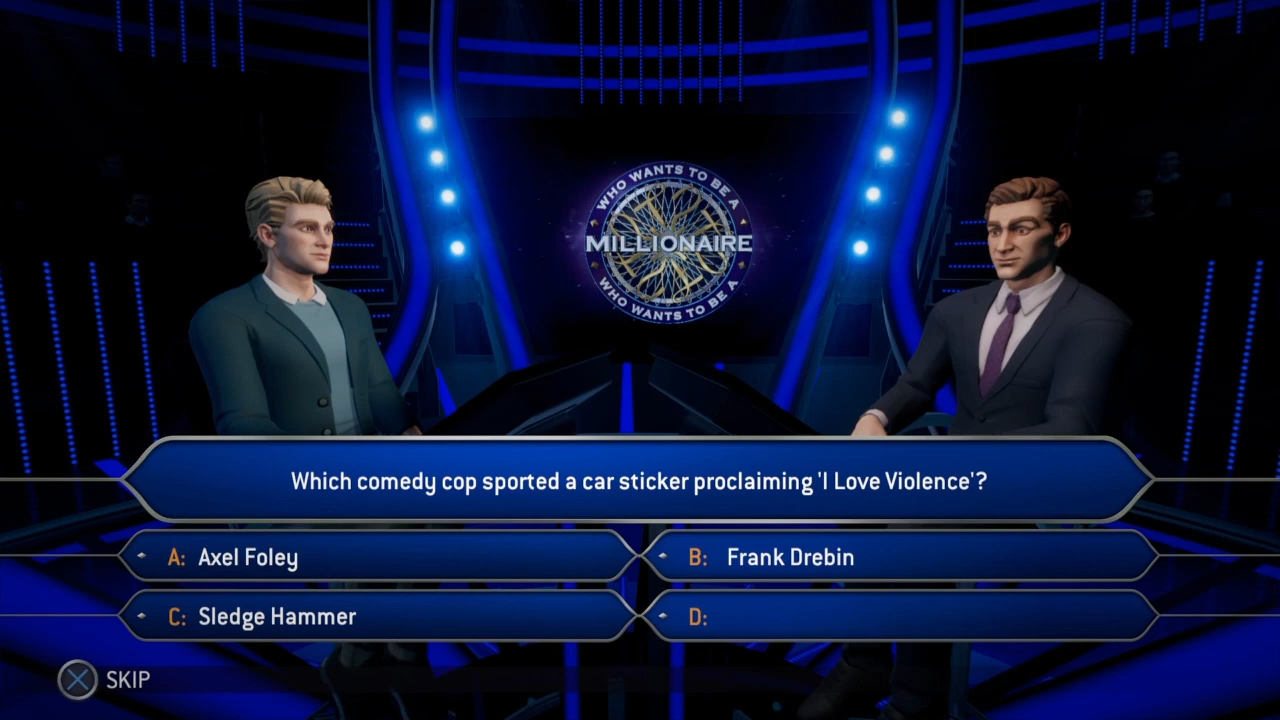 WHO WANTS TO BE A
MILLIONAIRE
WHO WANTS TO BE A
Which comedy cop sported a car sticker proclaiming 'I Love Violence'?
A: Axel Foley
B: Frank Drebin
C: Sledge Hammer
D:
SKIP